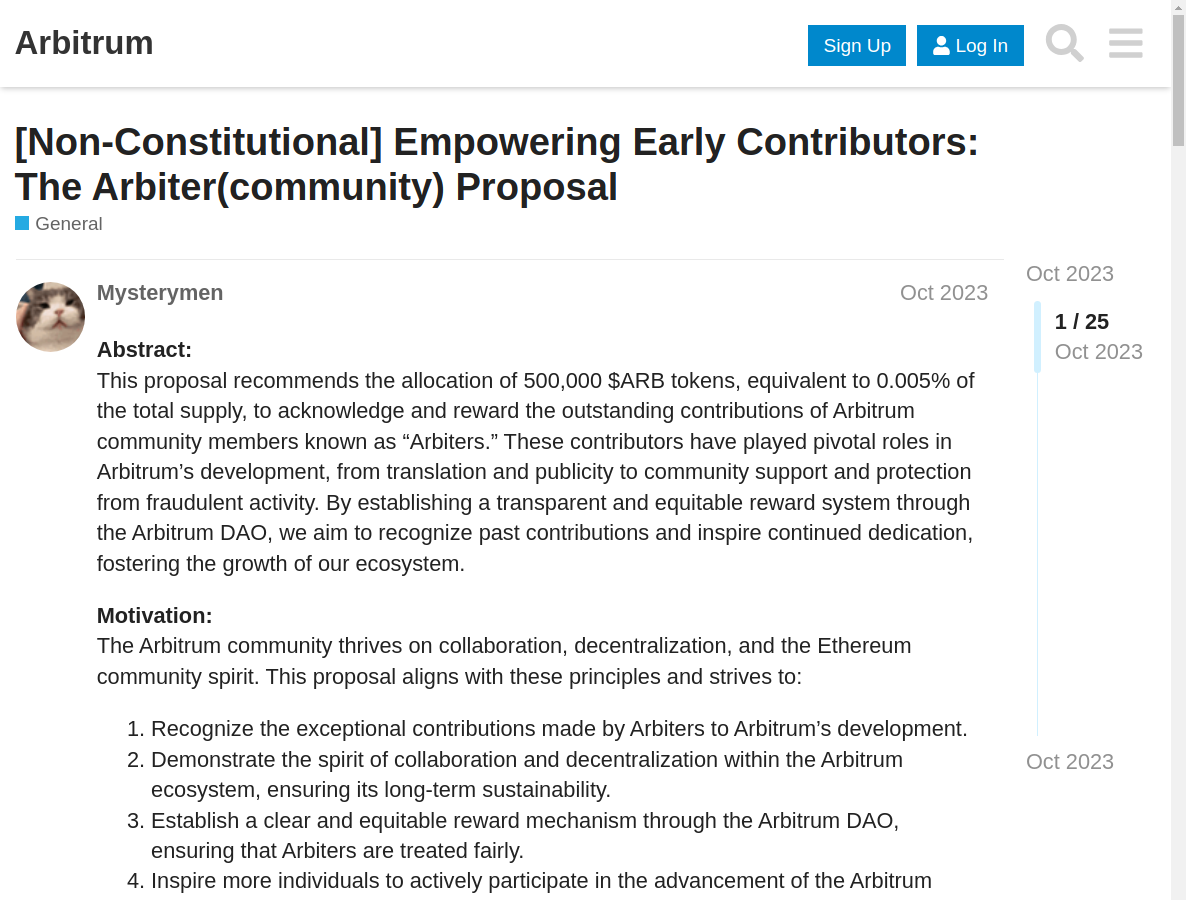 Arbitrum
Sign Up
Log In
[Non-Constitutional] Empowering Early Contributors:
The Arbiter(community) Proposal
General
Mysterymen
Oct 2023
Abstract:
This proposal recommends the allocation of 500,000 $ARB tokens, equivalent to 0.005% of
the total supply, to acknowledge and reward the outstanding contributions of Arbitrum
community members known as “Arbiters.” These contributors have played pivotal roles in
Arbitrum’s development, from translation and publicity to community support and protection
from fraudulent activity. By establishing a transparent and equitable reward system through
the Arbitrum DAO, we aim to recognize past contributions and inspire continued dedication,
fostering the growth of our ecosystem.
Motivation:
The Arbitrum community thrives on collaboration, decentralization, and the Ethereum
community spirit. This proposal aligns with these principles and strives to:
1. Recognize the exceptional contributions made by Arbiters to Arbitrum’s development.
2. Demonstrate the spirit of collaboration and decentralization within the Arbitrum
ecosystem, ensuring its long-term sustainability.
3. Establish a clear and equitable reward mechanism through the Arbitrum DAO,
ensuring that Arbiters are treated fairly.
4. Inspire more individuals to actively participate in the advancement of the Arbitrum
Oct 2023
1 / 25
Oct 2023
Oct 2023